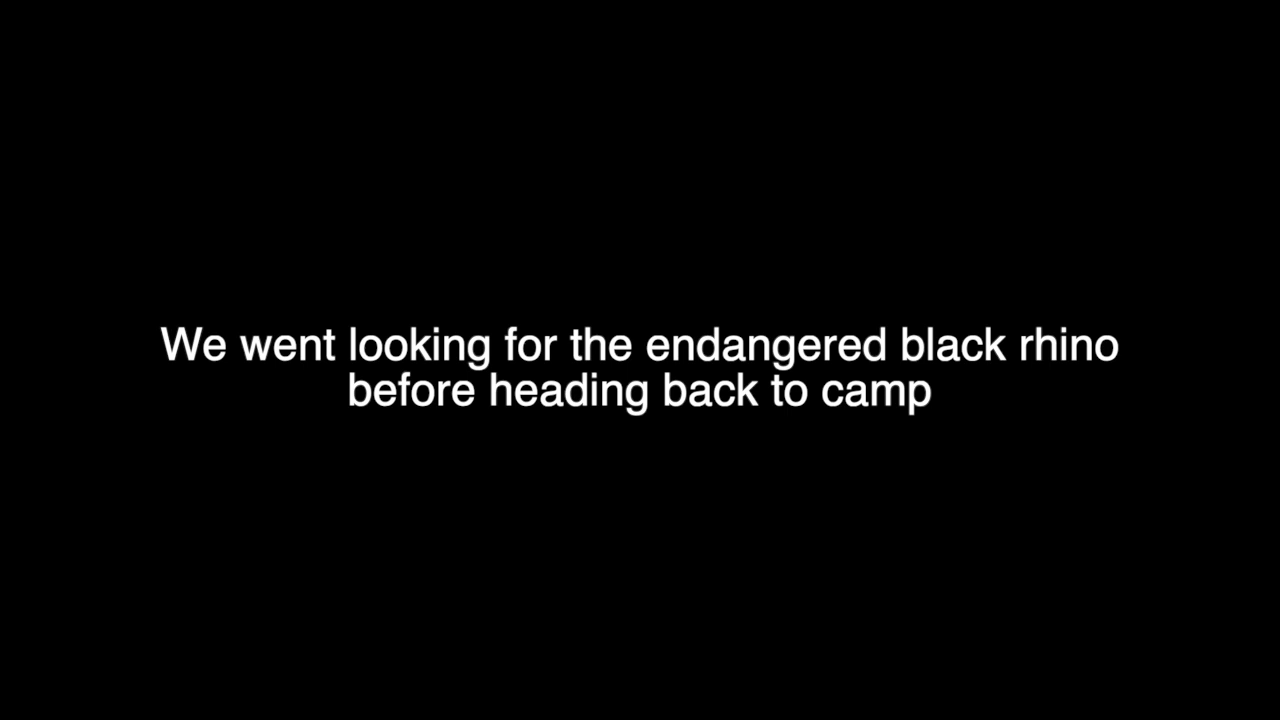 We went looking for the endangered black rhino
before heading back to camp